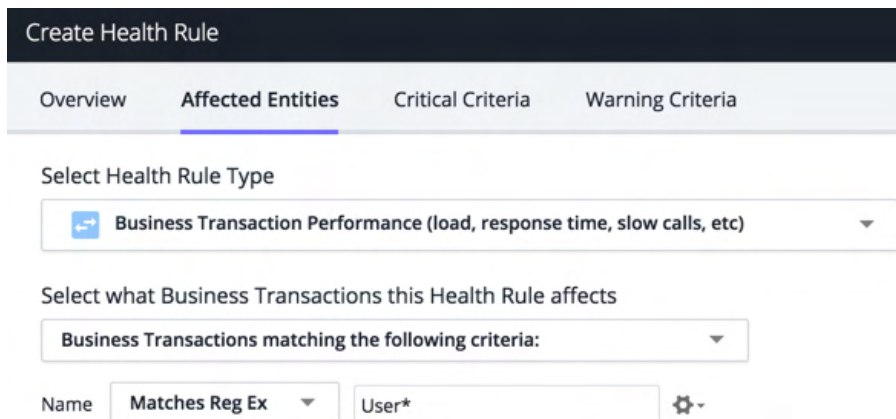 Create Health Rule
Overview Affected Entities Critical Criteria Warning Criteria
Select Health Rule Type
Business Transaction Performance (load, response time, slow calls, etc)
Select what Business Transactions this Health Rule affects
Business Transactions matching the following criteria:
Name Matches Reg Ex User*